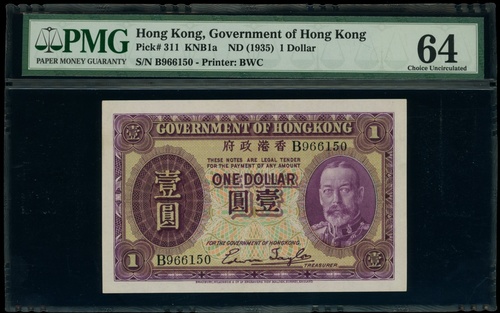 PMG
PAPER MONEY GUARANTY
Hong Kong, Government of Hong Kong
Pick# 311 KNB1a ND (1935) 1 Dollar
S/N B966150 - Printer: BWC
64
Choice Uncirculated
1 GOVERNMENT OF HONGKONG 1
府政港香 B966150
THESE NOTES ARE LEGAL TENDER
FOR THE PAYMENT OF ANY AMOUNT
ONE DOLLAR
壹圓
圓壹
FOR THE GOVERNMENT OF HONGKONG.
B966150
TREASURER.
1